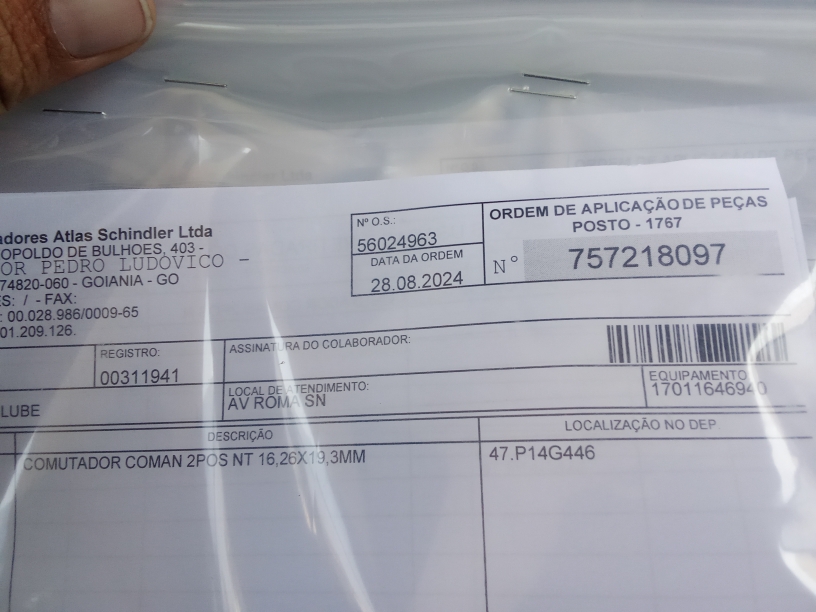 adores Atlas Schindler Ltda
OPOLDO DE BULHOES, 403 -
OR PEDRO LUDOVICO -
74820-060 - GOIANIA - GO
ES: / - FAX:
: 00.028.986/0009-65
01.209.126.
Nº O.S.:
56024963
DATA DA ORDEM
28.08.2024
ORDEM DE APLICAÇÃO DE PEÇAS
POSTO - 1767
N° 757218097
REGISTRO:
00311941
ASSINATURA DO COLABORADOR:
LUBE
LOCAL DE ATENDIMENTO:
AV ROMA SN
EQUIPAMENTO:
17011646940
DESCRIÇÃO
LOCALIZAÇÃO NO DEP
COMUTADOR COMAN 2POS NT 16,26X19,3MM
47.P14G446